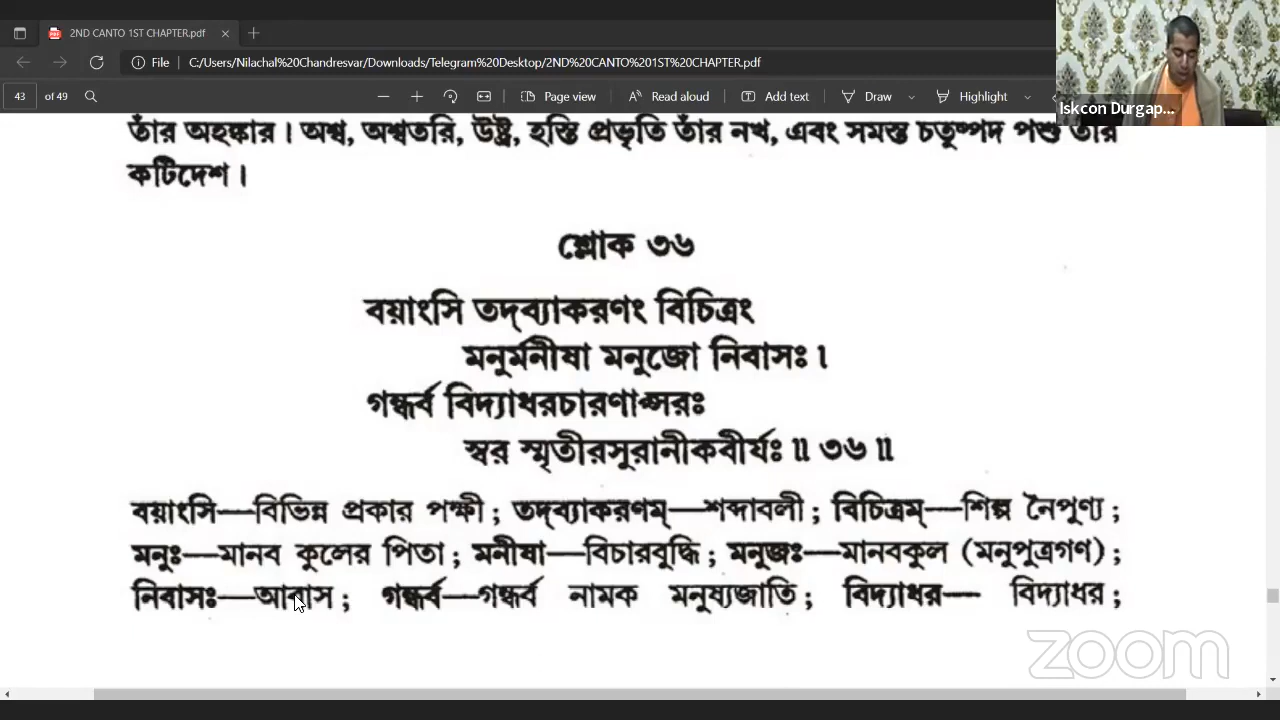 2ND CANTO 1ST CHAPTER.pdf
File C:/Users/Nilachal%20Chandresvar/Downloads/Telegram%20Desktop/2ND%20CANTO%201ST%20CHAPTER.pdf
43 of 49 Page view Read aloud Add text Draw Highlight
Iskcon Durgap...
তাঁর অহঙ্কার। অশ্ব, অশ্বতরি, উষ্ট্র, হস্তি প্রভৃতি তাঁর নখ, এবং সমস্ত চতুষ্পদ পশু তাঁর
কটিদেশ।
শ্লোক ৩৬
বয়াংসি তদ্‌ব্যাকরণং বিচিত্রং
মনুর্মনীষা মনুজো নিবাসঃ।
গন্ধর্ব বিদ্যাধরচারণাপ্সরঃ
স্বর স্মৃতীরসুরানীকবীর্যঃ ॥ ৩৬ ॥
বয়াংসি—বিভিন্ন প্রকার পক্ষী; তদ্‌ব্যাকরণম্—শব্দাবলী; বিচিত্রম্—শিল্প নৈপুণ্য;
মনুঃ—মানব কুলের পিতা; মনীষা—বিচারবুদ্ধি; মনুজঃ—মানবকুল (মনুপুত্রগণ);
নিবাসঃ—আবাস; গন্ধর্ব—গন্ধর্ব নামক মনুষ্যজাতি; বিদ্যাধর— বিদ্যাধর;
zoom